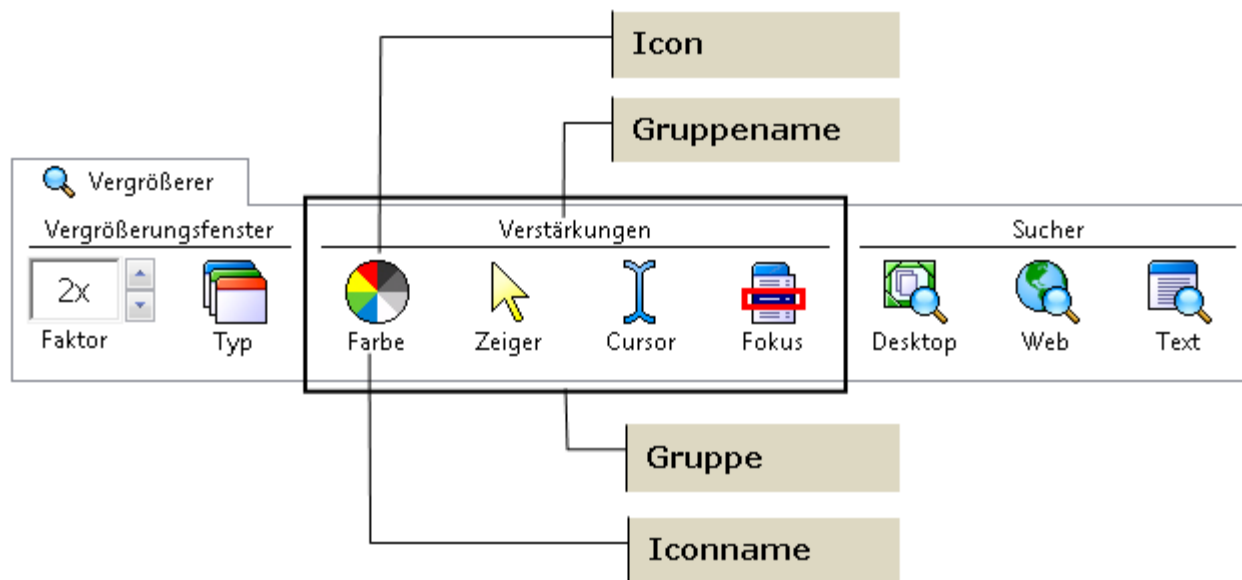 Icon
Gruppename
Vergrößerer
Vergrößerungsfenster Verstärkungen Sucher
2x
Faktor Typ Farbe Zeiger Cursor Fokus Desktop Web Text
Gruppe
Iconname